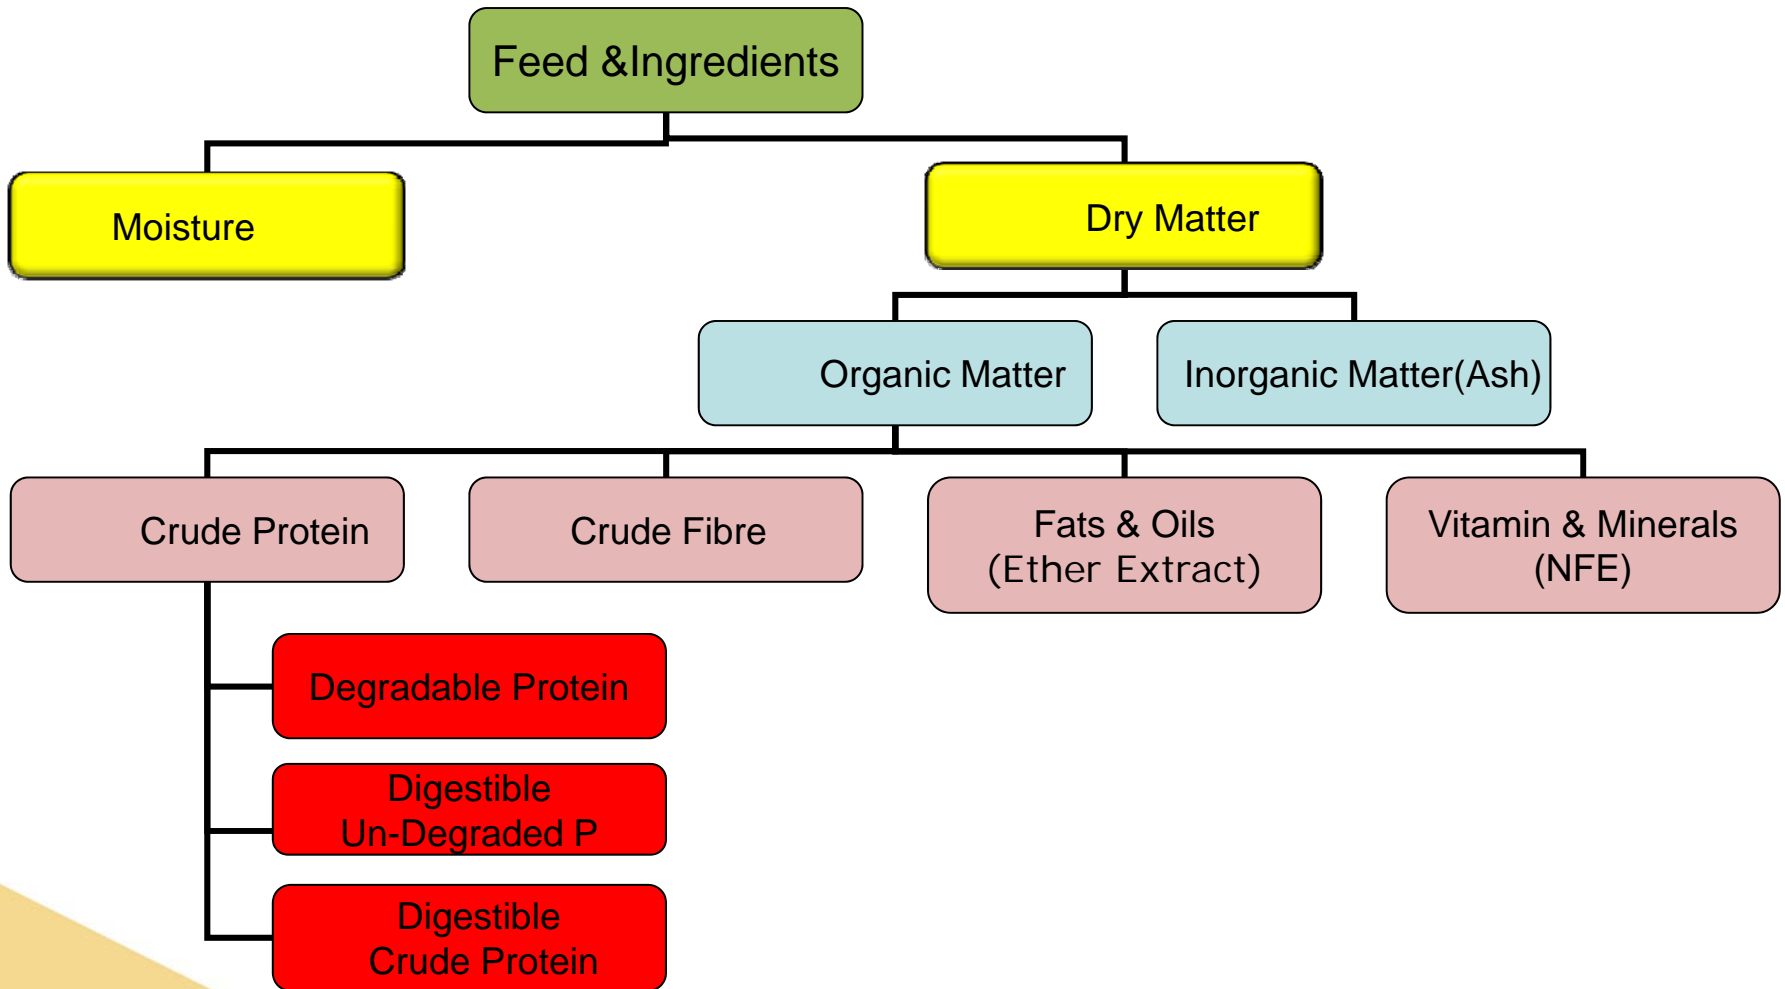 Feed &Ingredients
Moisture
Dry Matter
Organic Matter
Inorganic Matter(Ash)
Crude Protein
Crude Fibre
Fats & Oils
(Ether Extract)
Vitamin & Minerals
(NFE)
Degradable Protein
Digestible
Un-Degraded P
Digestible
Crude Protein